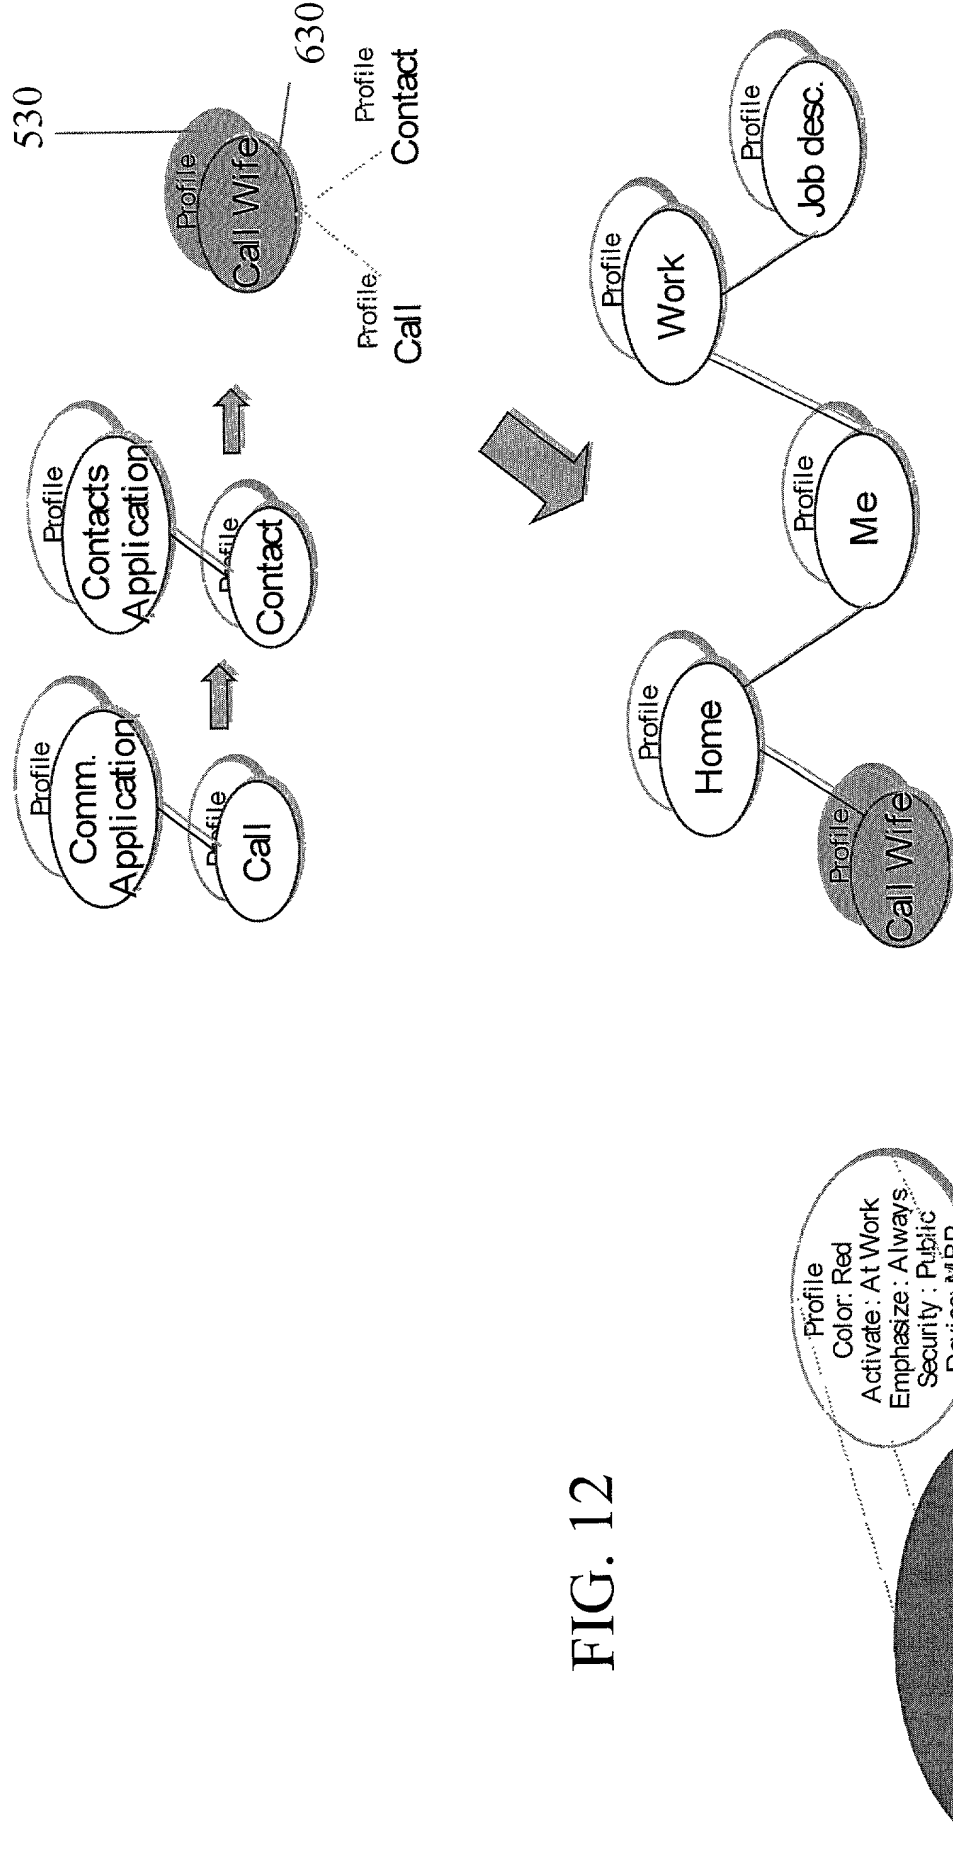 530
630
Profile
Comm.
Application
Profile
Call
Profile
Contacts
Application
Profile
Contact
Profile
Call Wife
Profile
Call
Profile
Contact
Profile
Call Wife
Profile
Home
Profile
Me
Profile
Work
Profile
Job desc.
FIG. 12
Profile
Color: Red
Activate : At Work
Emphasize : Always
Security : Public